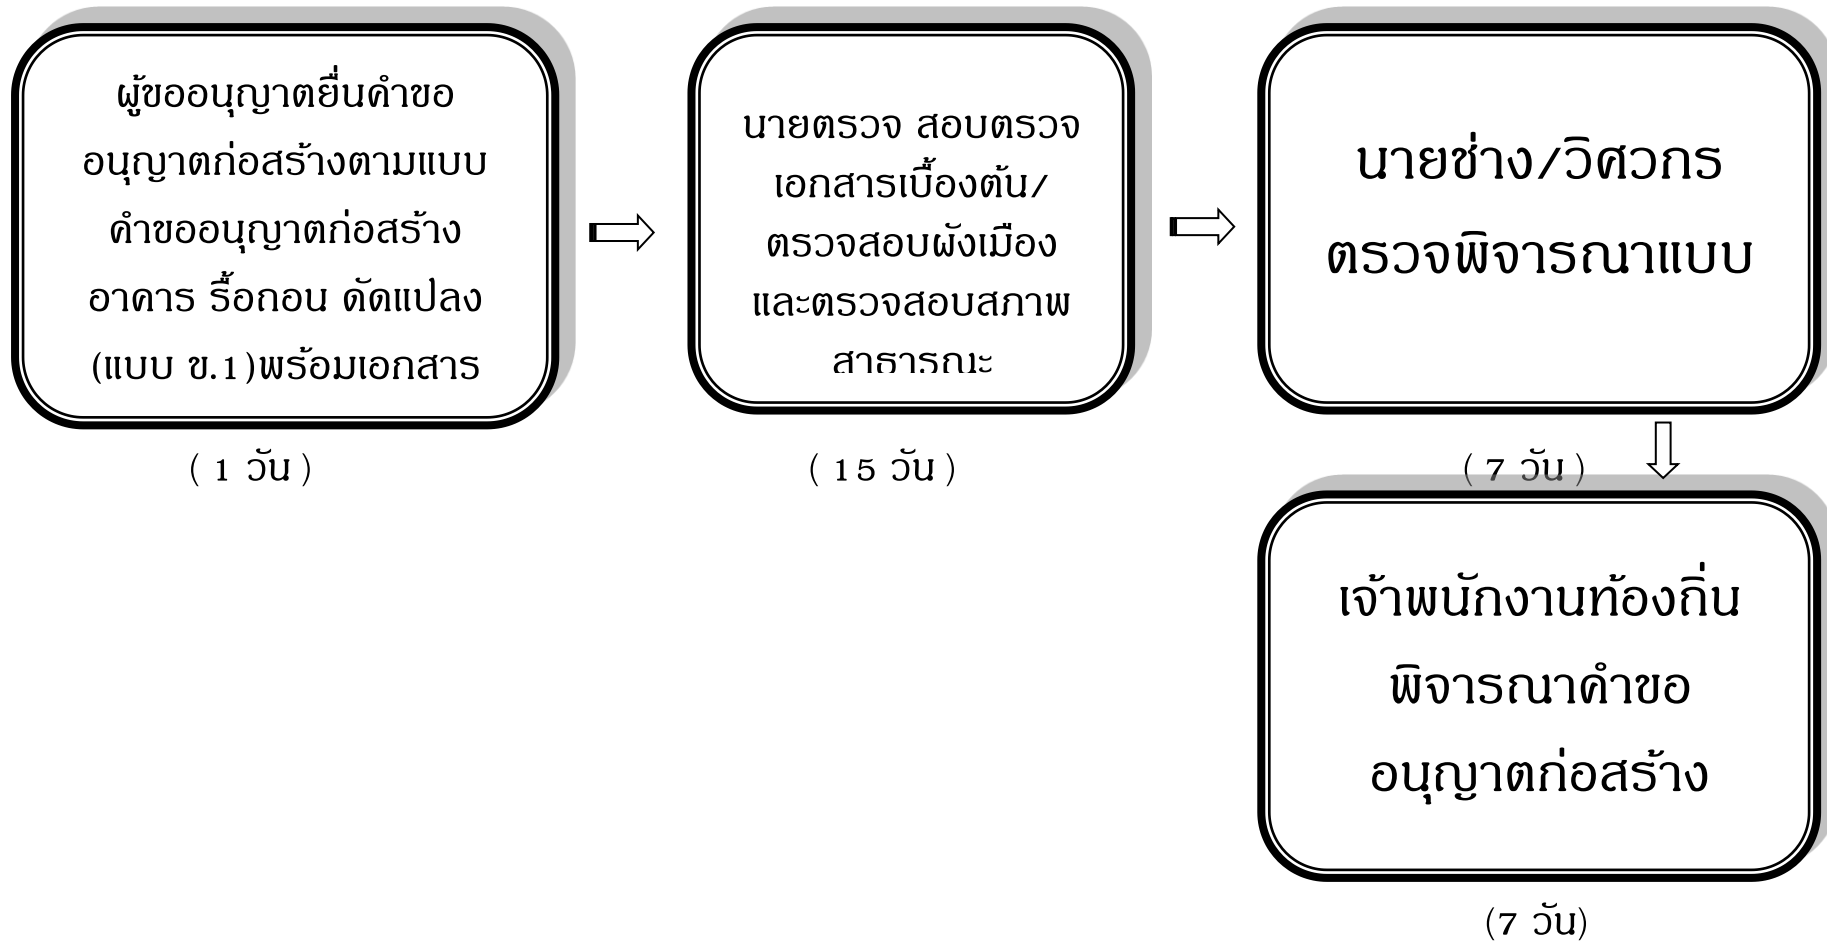 ผู้ขออนุญาตยื่นคำขอ
อนุญาตก่อสร้างตามแบบ
คำขออนุญาตก่อสร้าง
อาคาร รื้อถอน ดัดแปลง
(แบบ ข.1)พร้อมเอกสาร
( 1 วัน )
นายตรวจ สอบตรวจ
เอกสารเบื้องต้น/
ตรวจสอบผังเมือง
และตรวจสอบสภาพ
สาธารณะ
( 15 วัน )
นายช่าง/วิศวกร
ตรวจพิจารณาแบบ
( 7 วัน )
เจ้าพนักงานท้องถิ่น
พิจารณาคำขอ
อนุญาตก่อสร้าง
(7 วัน)